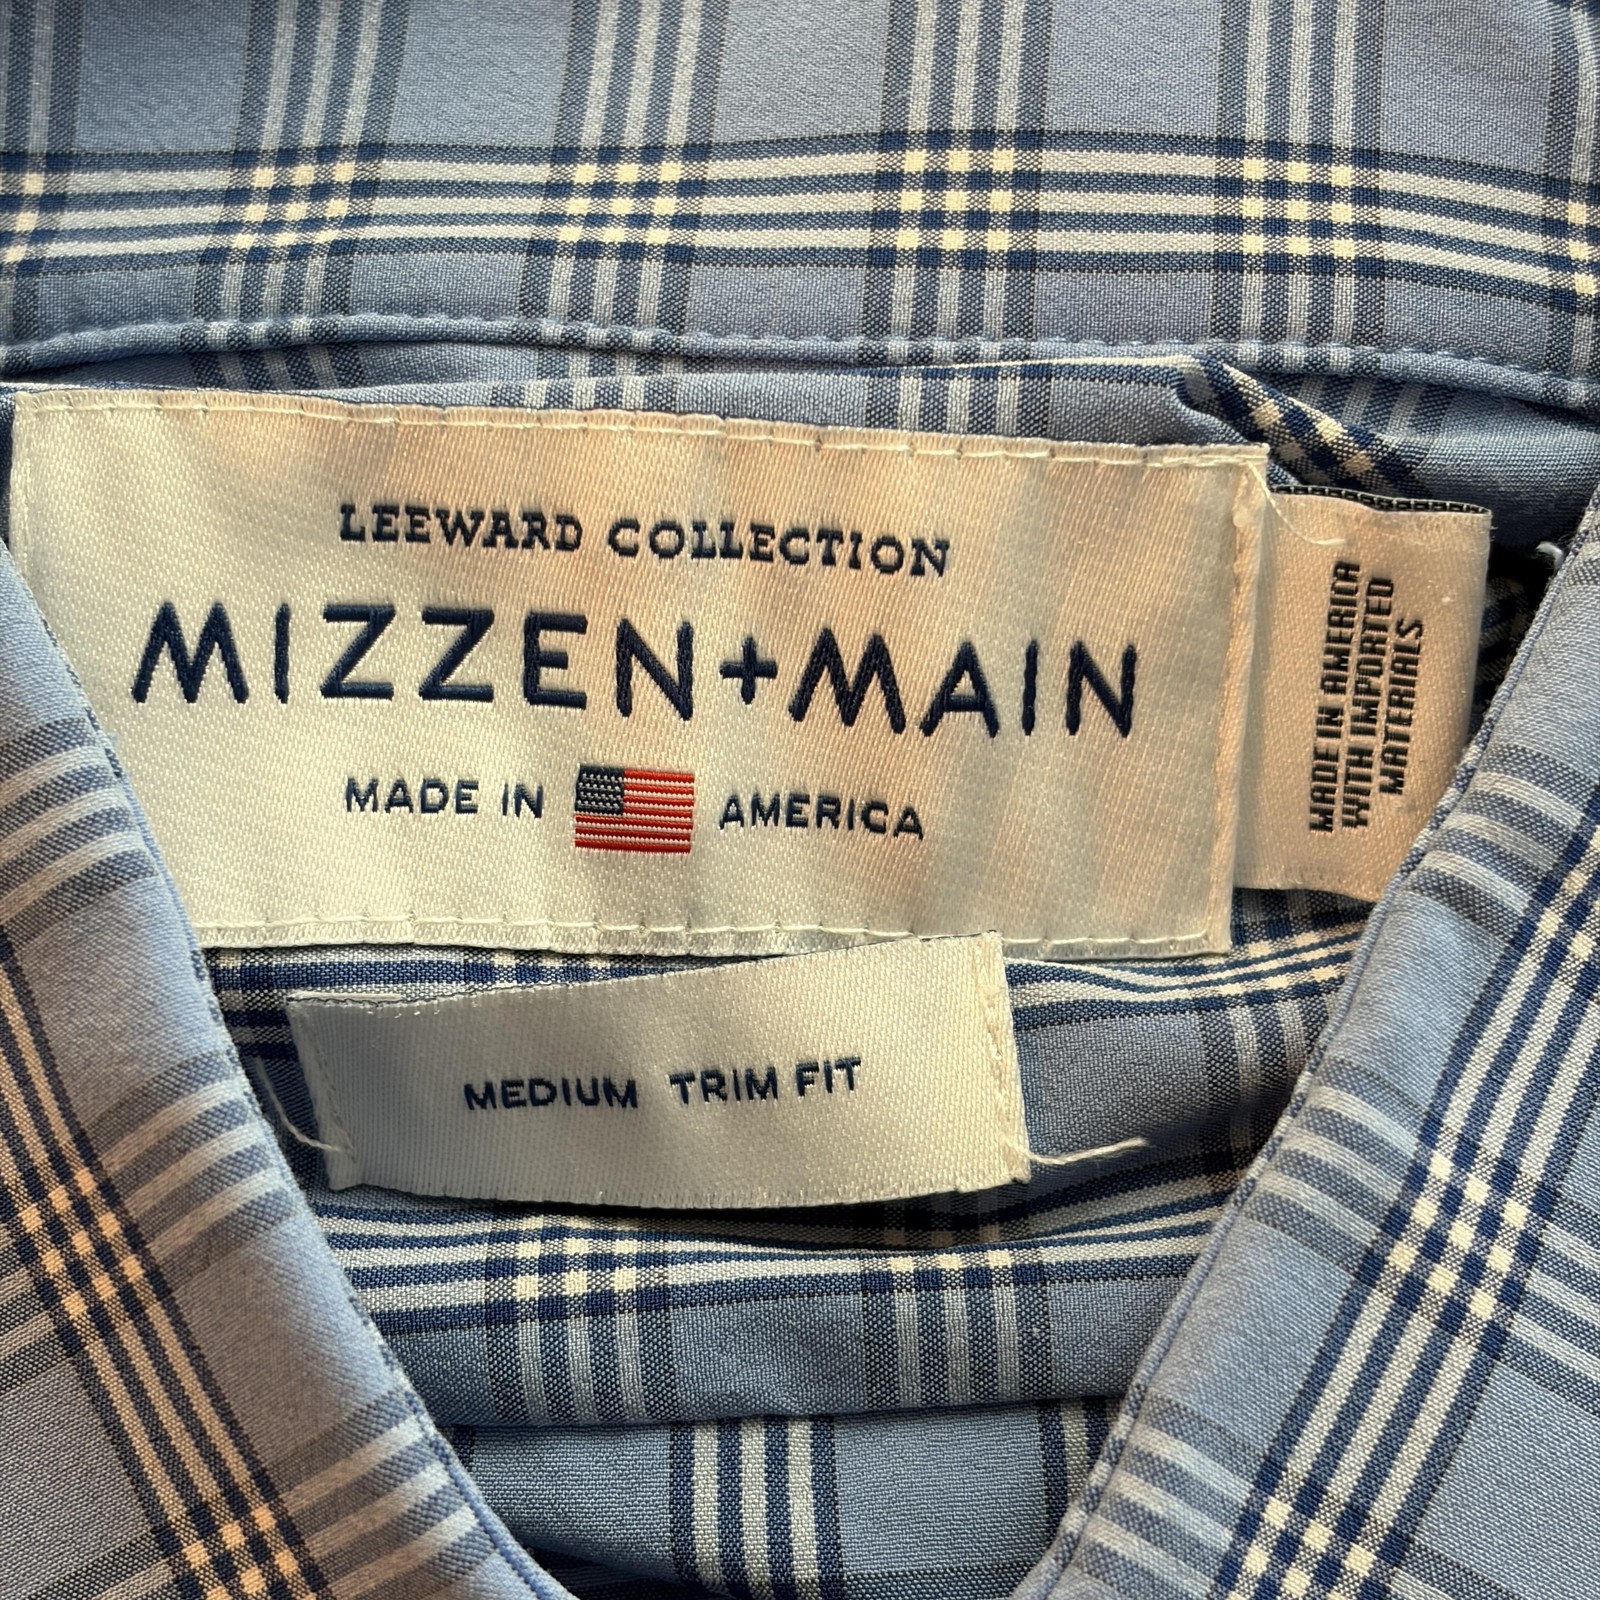 LEEWARD COLLECTION
MIZZEN+MAIN
MADE IN AMERICA
MEDIUM TRIM FIT
MADE IN AMERICA
WITH IMPORTED
MATERIALS